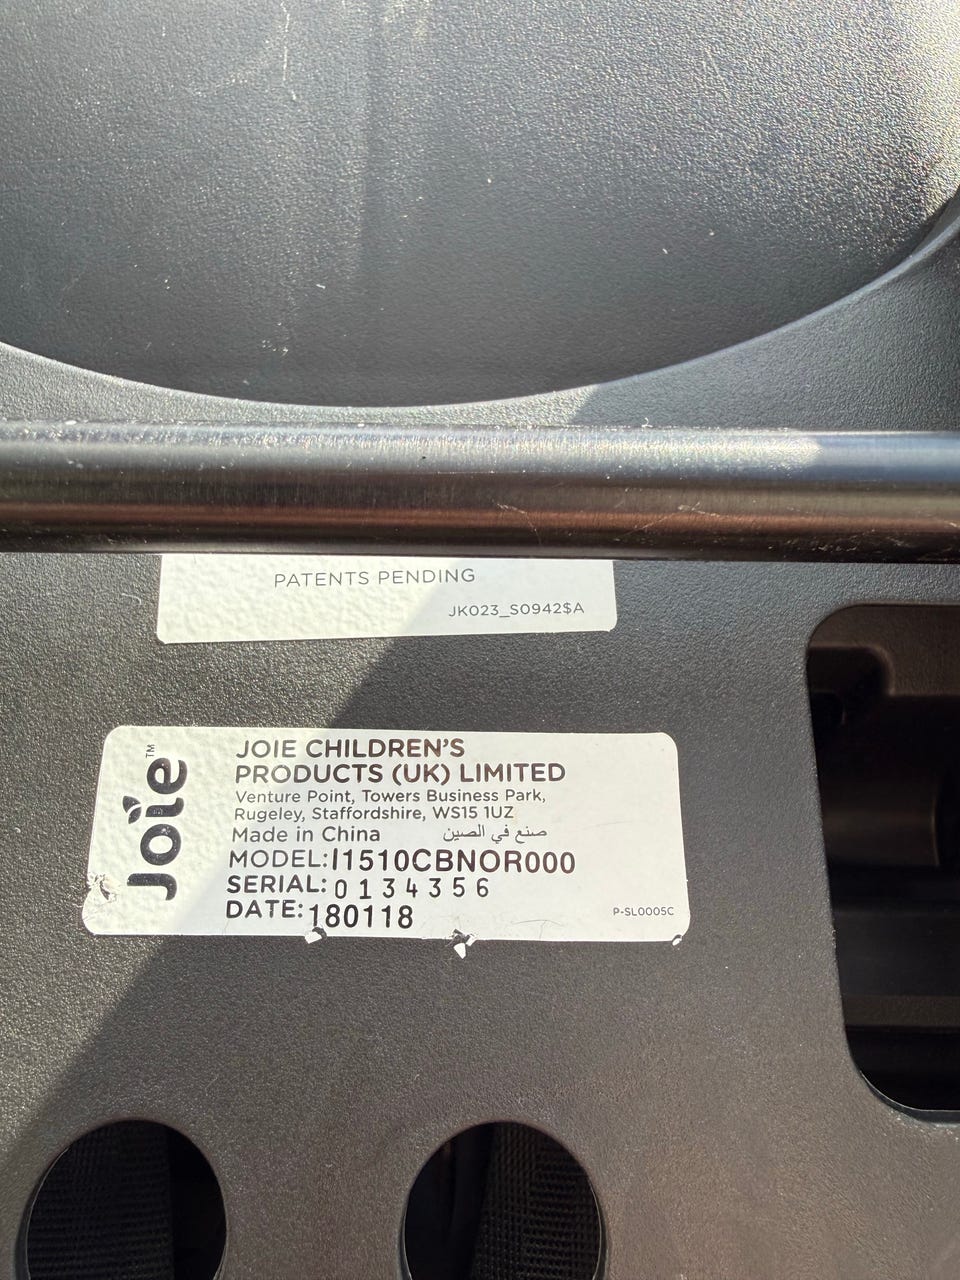 PATENTS PENDING
JK023_S0942$A
Joie™
JOIE CHILDREN'S
PRODUCTS (UK) LIMITED
Venture Point, Towers Business Park,
Rugeley, Staffordshire, WS15 1UZ
Made in China صنع في الصين
MODEL:I1510CBNOR000
SERIAL: 0134356
DATE: 180118
P-SL0005C